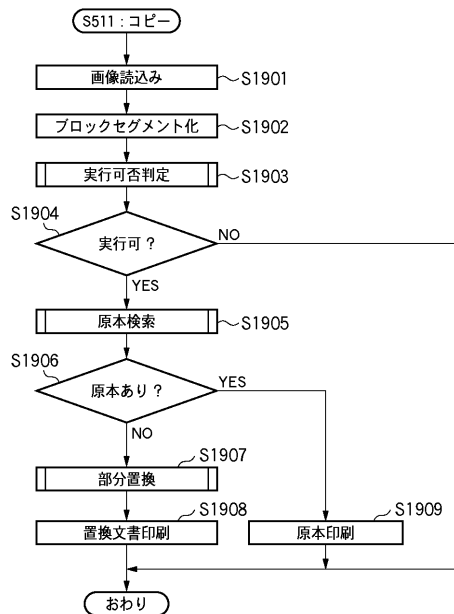 S511:コピー
画像読込み
S1901
ブロックセグメント化
S1902
実行可否判定
S1903
S1904
実行可?
NO
YES
原本検索
S1905
S1906
原本あり?
YES
NO
部分置換
S1907
置換文書印刷
S1908
原本印刷
S1909
おわり